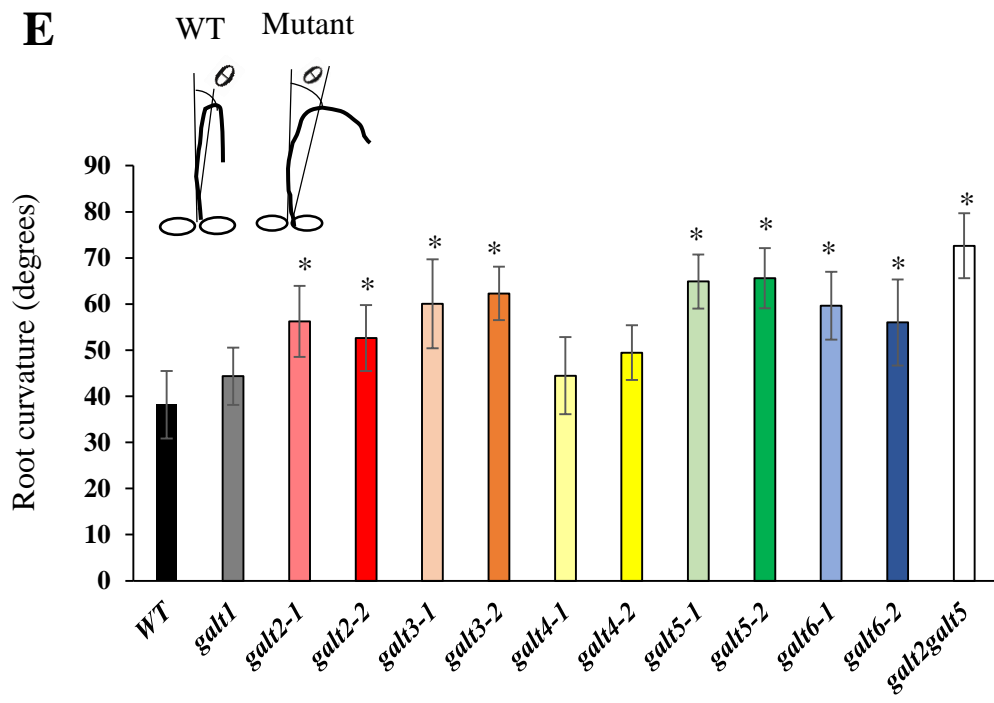 E
WT Mutant
θ θ
Root curvature (degrees)
90
80
70
60
50
40
30
20
10
0
* * * * * * * * *
WT galt1 galt2-1 galt2-2 galt3-1 galt3-2 galt4-1 galt4-2 galt5-1 galt5-2 galt6-1 galt6-2 galt2galt5